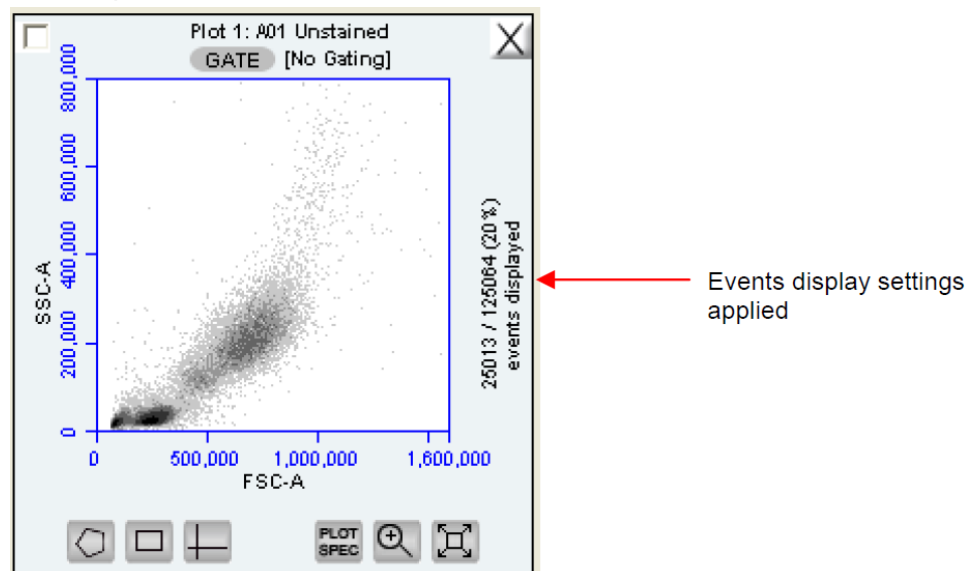 Plot 1: A01 Unstained
GATE [No Gating]
800,000
600,000
400,000
200,000
0
SSC-A
0 500,000 1,000,000 1,600,000
FSC-A
25013 / 125064 (20%)
events displayed
Events display settings
applied
PLOT
SPEC